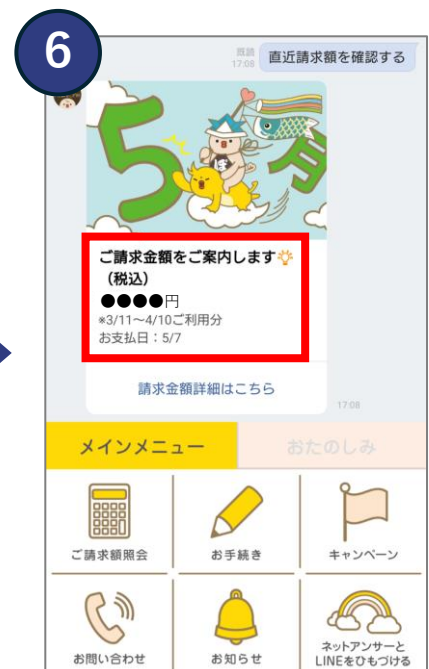 6
既読
17:08
直近請求額を確認する
5月
ほ
ご請求金額をご案内します
（税込）
●●●●円
*3/11～4/10ご利用分
お支払日：5/7
請求金額詳細はこちら
17:08
メインメニュー
おたのしみ
ご請求額照会
お手続き
キャンペーン
お問い合わせ
お知らせ
ネットアンサーと
LINEをひもづける